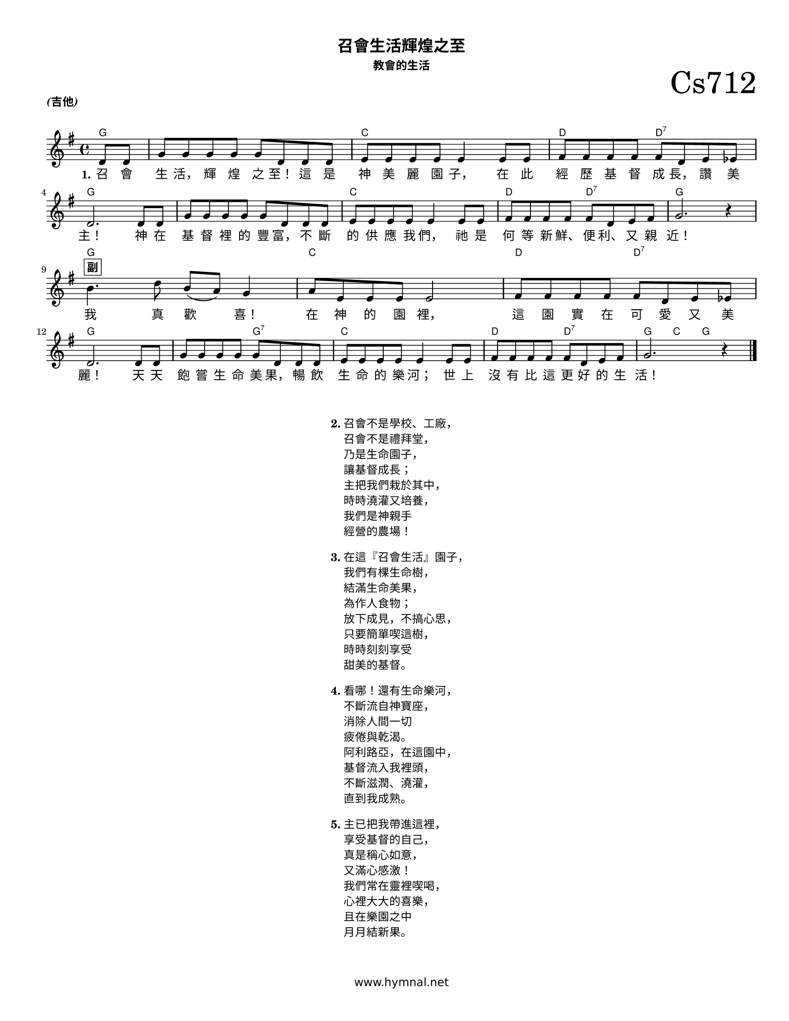 召會生活輝煌之至
教會的生活
Cs712
(吉他)
G C D D7
1. 召 會 生 活， 輝 煌 之 至！ 這 是 神 美 麗 園 子， 在 此 經 歷 基 督 成 長， 讚 美
4 G C D D7 G
主！ 神 在 基 督 裡 的 豐 富， 不 斷 的 供 應 我 們， 祂 是 何 等 新 鮮、 便 利、 又 親 近！
9 G C D D7
副
我 真 歡 喜！ 在 神 的 園 裡， 這 園 實 在 可 愛 又 美
12 G G7 C D D7 G C G
麗！ 天 天 飽 嘗 生 命 美 果， 暢 飲 生 命 的 樂 河； 世 上 沒 有 比 這 更 好 的 生 活！
2. 召會不是學校、工廠，
召會不是禮拜堂，
乃是生命園子，
讓基督成長；
主把我們栽於其中，
時時澆灌又培養，
我們是神親手
經營的農場！
3. 在這『召會生活』園子，
我們有棵生命樹，
結滿生命美果，
為作人食物；
放下成見，不搞心思，
只要簡單喫這樹，
時時刻刻享受
甜美的基督。
4. 看哪！還有生命樂河，
不斷流自神寶座，
消除人間一切
疲倦與乾渴。
阿利路亞，在這園中，
基督流入我裡頭，
不斷滋潤、澆灌，
直到我成熟。
5. 主已把我帶進這裡，
享受基督的自己，
真是稱心如意，
又滿心感激！
我們常在靈裡喫喝，
心裡大大的喜樂，
且在樂園之中
月月結新果。
www.hymnal.net